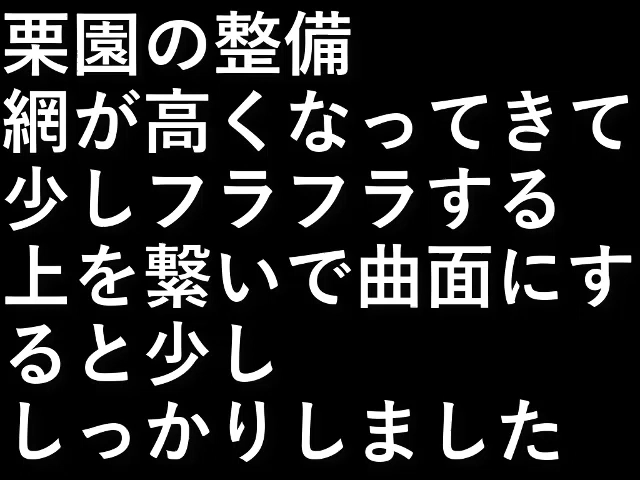 栗園の整備
網が高くなってきて
少しフラフラする
上を繋いで曲面にす
ると少し
しっかりしました